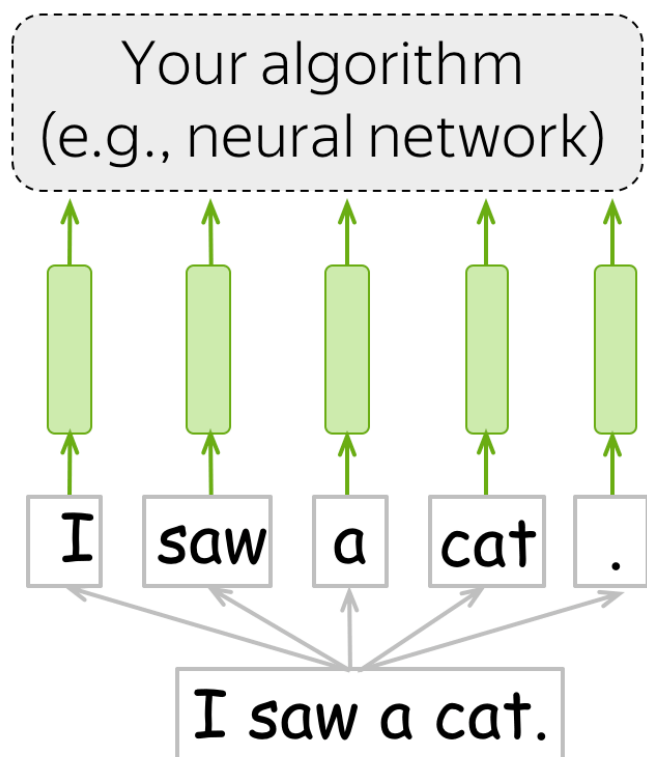 Your algorithm
(e.g., neural network)
I saw a cat .
I saw a cat.